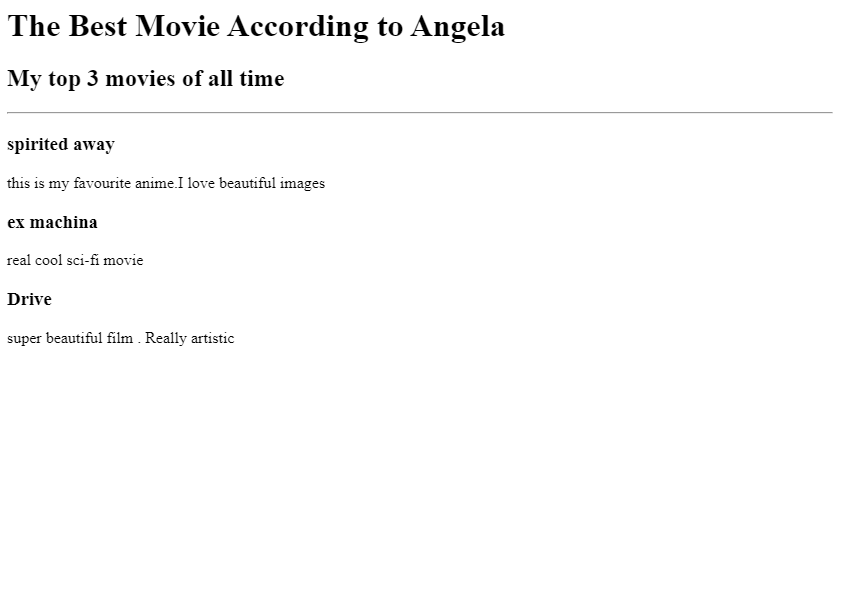 The Best Movie According to Angela
My top 3 movies of all time
spirited away
this is my favourite anime.I love beautiful images
ex machina
real cool sci-fi movie
Drive
super beautiful film . Really artistic